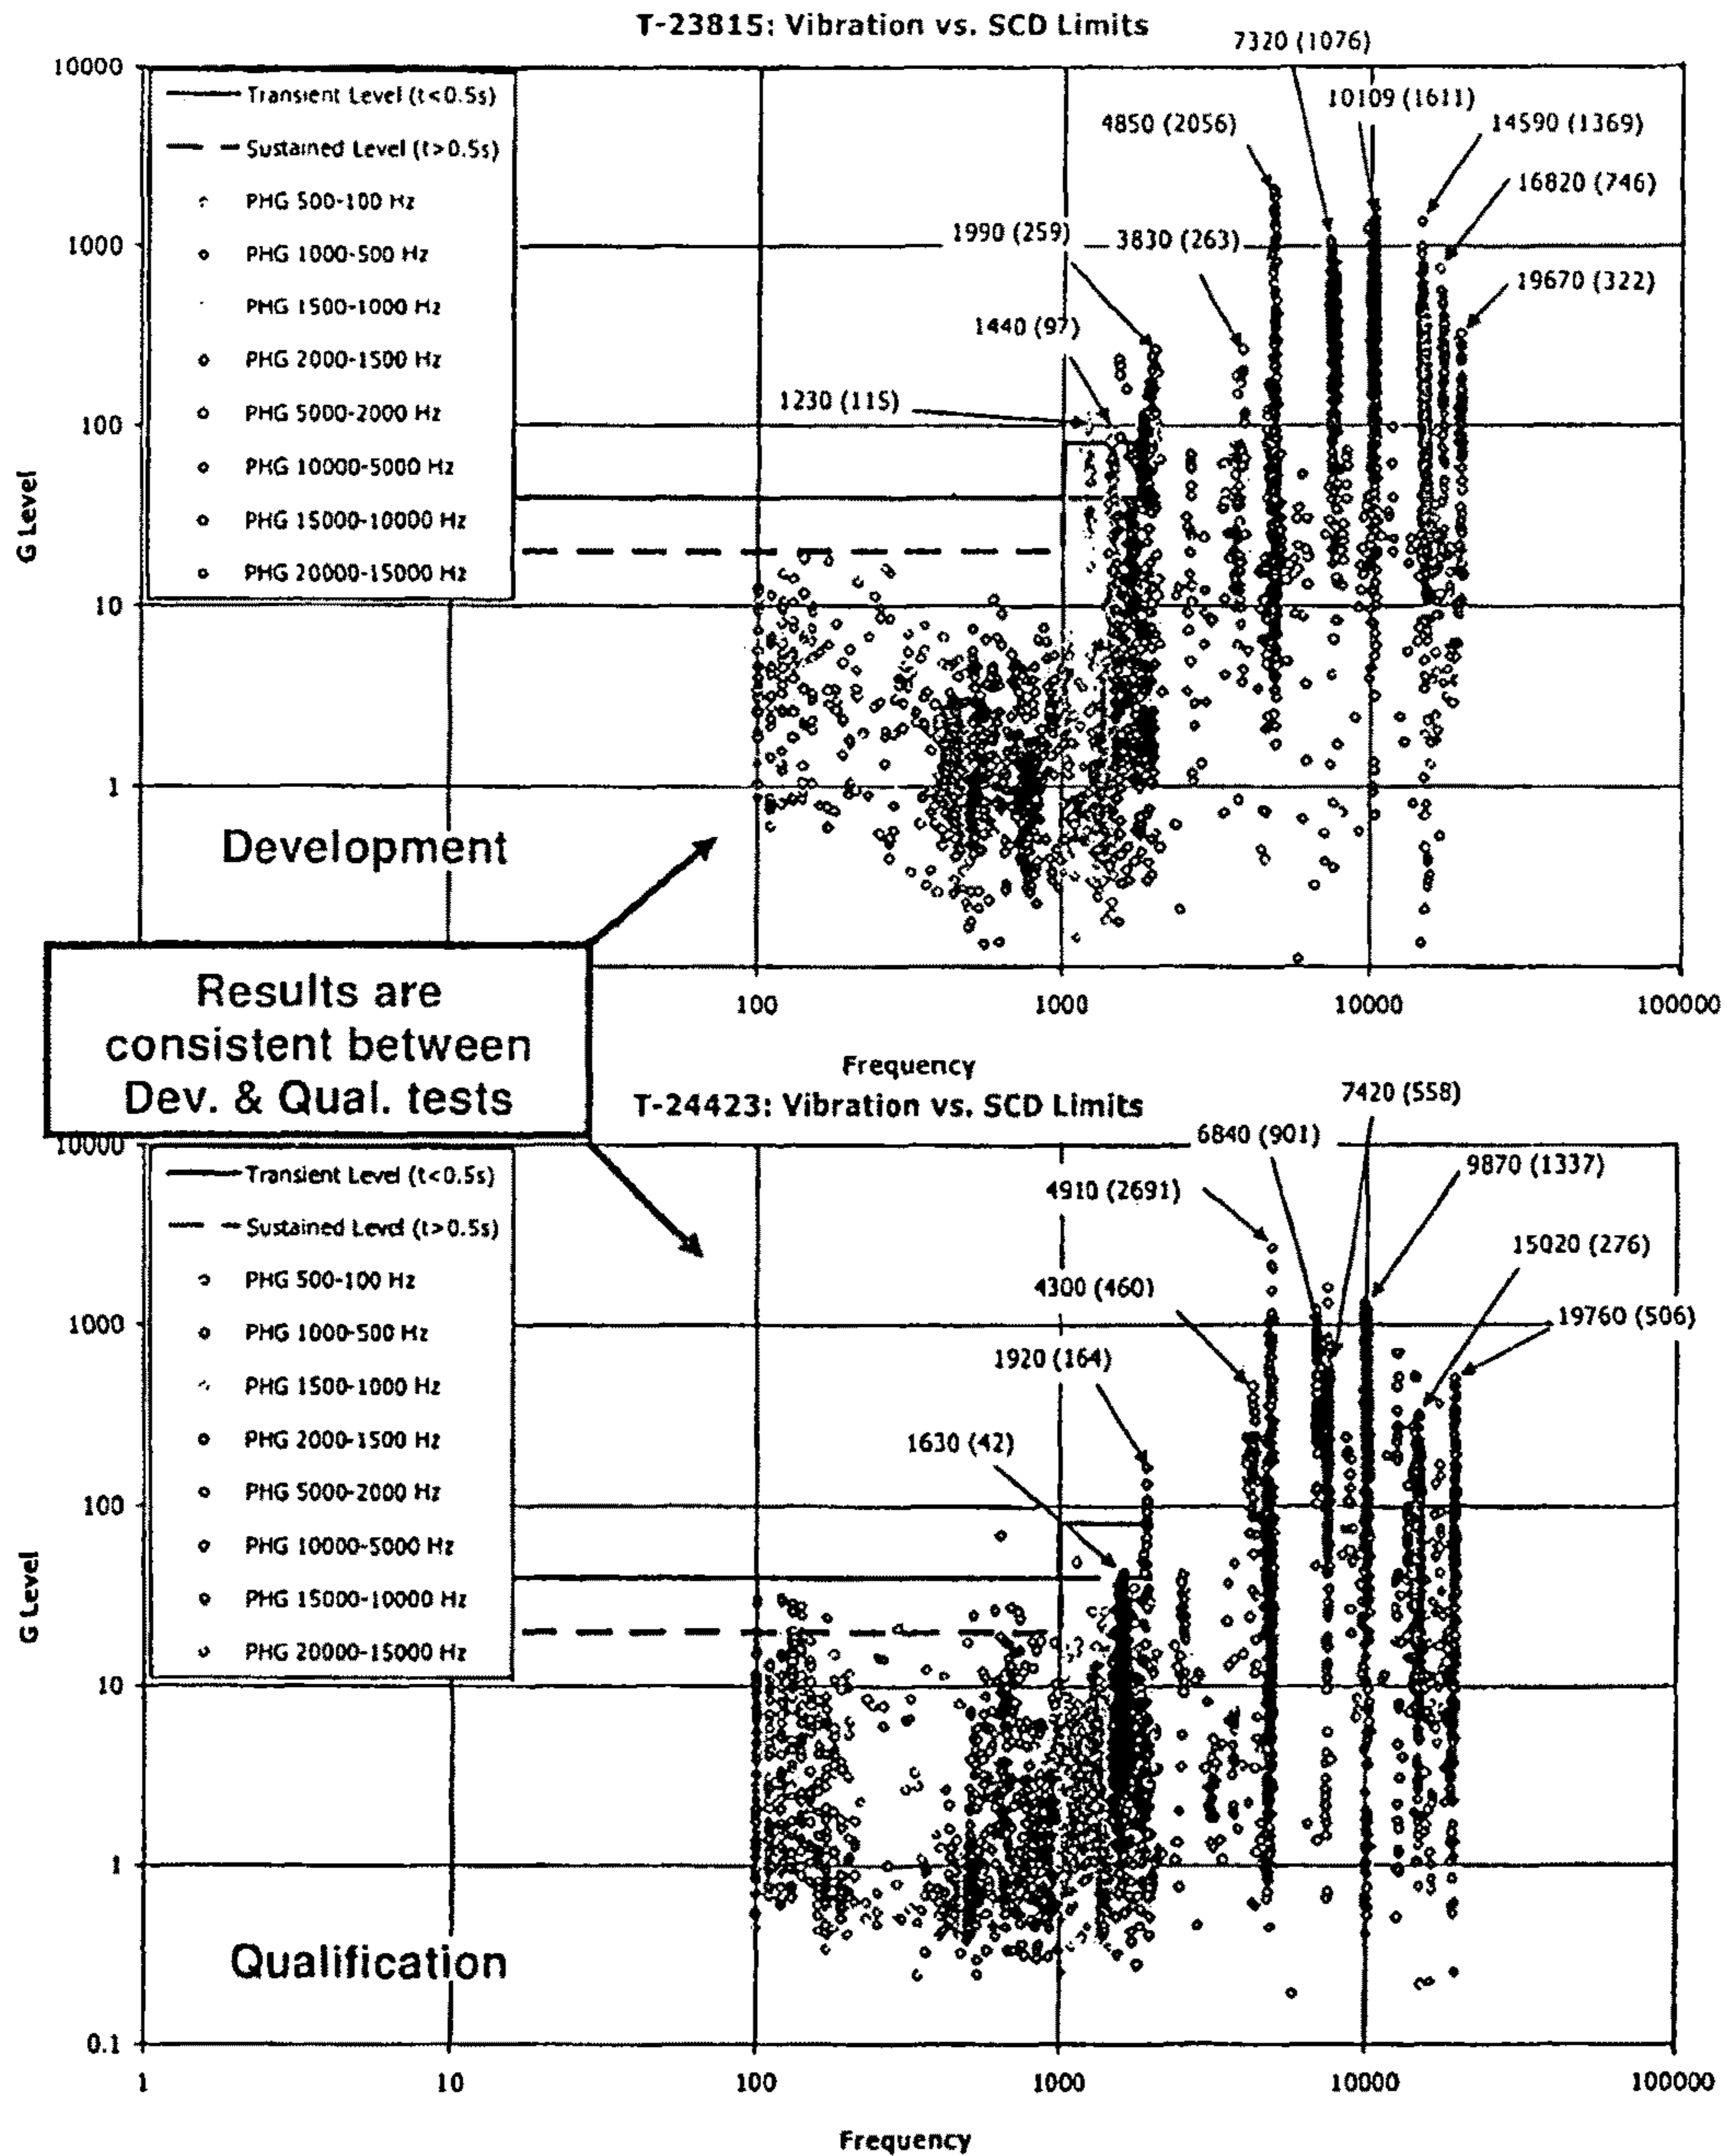 T-23815: Vibration vs. SCD Limits
10000
1000
100
10
1
G Level
Transient Level (t<0.5s)
Sustained Level (t>0.5s)
PHG 500-100 Hz
PHG 1000-500 Hz
PHG 1500-1000 Hz
PHG 2000-1500 Hz
PHG 5000-2000 Hz
PHG 10000-5000 Hz
PHG 15000-10000 Hz
PHG 20000-15000 Hz
7320 (1076)
10109 (1611)
4850 (2056)
14590 (1369)
16820 (746)
1990 (259)
3830 (263)
19670 (322)
1440 (97)
1230 (115)
Development
100
1000
10000
100000
Frequency
Results are
consistent between
Dev. & Qual. tests
T-24423: Vibration vs. SCD Limits
10000
1000
100
10
1
0.1
G Level
Transient Level (t<0.5s)
Sustained Level (t>0.5s)
PHG 500-100 Hz
PHG 1000-500 Hz
PHG 1500-1000 Hz
PHG 2000-1500 Hz
PHG 5000-2000 Hz
PHG 10000-5000 Hz
PHG 15000-10000 Hz
PHG 20000-15000 Hz
7420 (558)
6840 (901)
9870 (1337)
4910 (2691)
15020 (276)
4300 (460)
19760 (506)
1920 (164)
1630 (42)
Qualification
1
10
100
1000
10000
100000
Frequency